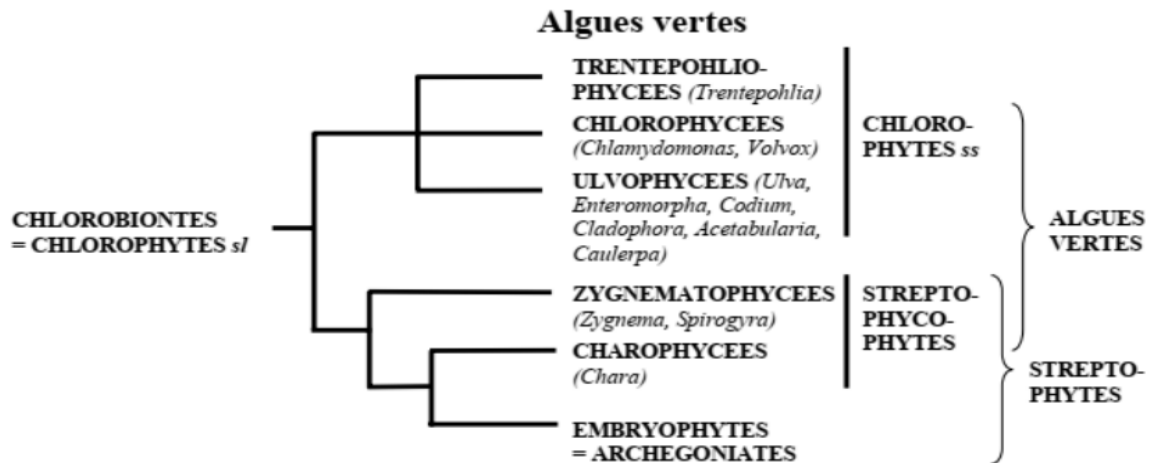 Algues vertes
TRENTEPOHLIO-
PHYCEES (Trentepohlia)
CHLOROPHYCEES
(Chlamydomonas, Volvox)
ULVOPHYCEES (Ulva,
Enteromorpha, Codium,
Cladophora, Acetabularia,
Caulerpa)
CHLORO-
PHYTES ss
CHLOROBIONTES
= CHLOROPHYTES sl
ALGUES
VERTES
ZYGNEMATOPHYCEES
(Zygnema, Spirogyra)
CHAROPHYCEES
(Chara)
STREPTO-
PHYCO-
PHYTES
STREPTO-
PHYTES
EMBRYOPHYTES
= ARCHEGONIATES